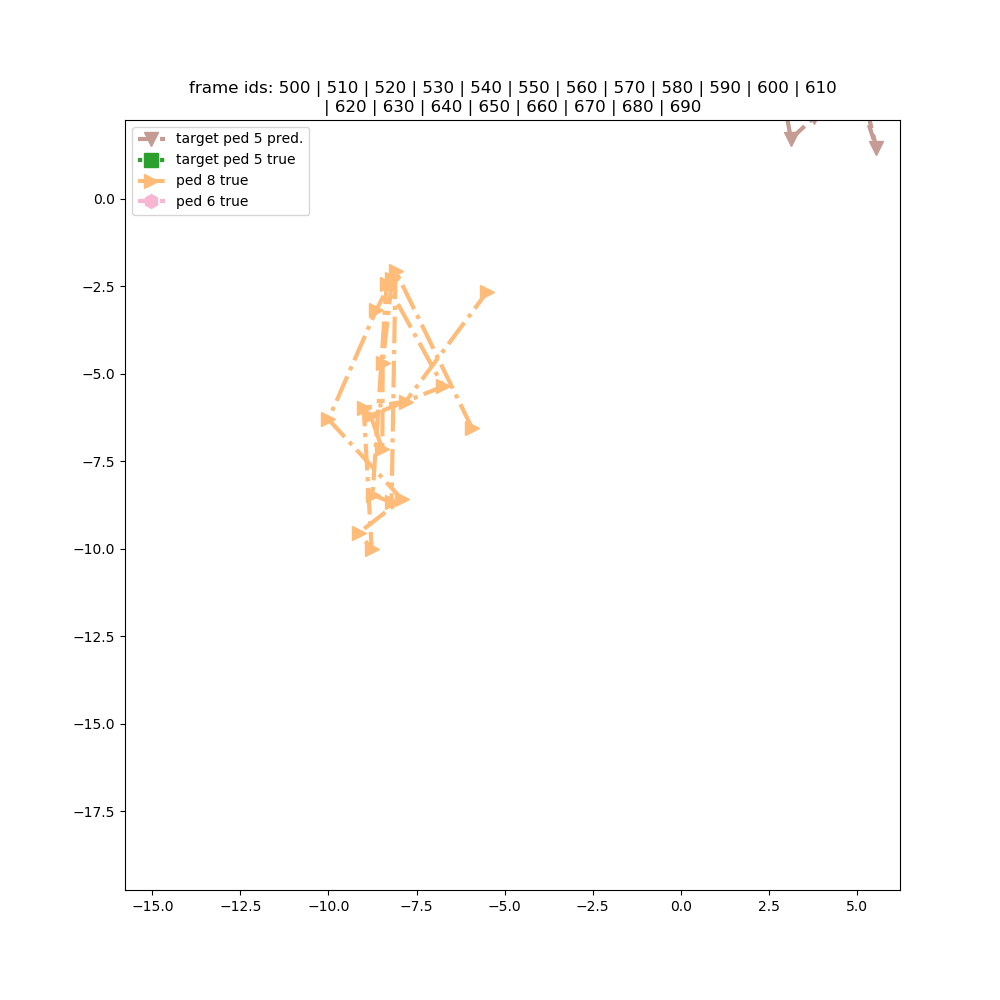 frame ids: 500 | 510 | 520 | 530 | 540 | 550 | 560 | 570 | 580 | 590 | 600 | 610
| 620 | 630 | 640 | 650 | 660 | 670 | 680 | 690
target ped 5 pred.
target ped 5 true
ped 8 true
ped 6 true
0.0
−2.5
−5.0
−7.5
−10.0
−12.5
−15.0
−17.5
−15.0 −12.5 −10.0 −7.5 −5.0 −2.5 0.0 2.5 5.0